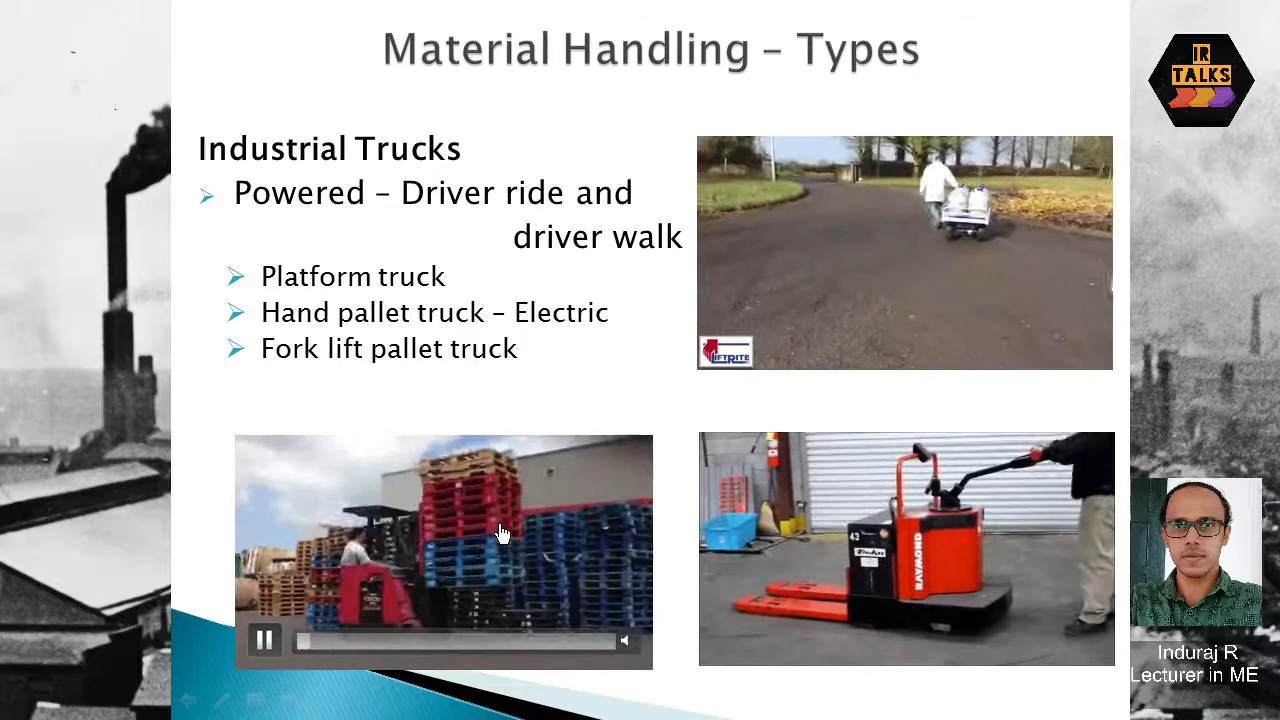 Material Handling – Types
IR
TALKS
Industrial Trucks
Powered – Driver ride and
driver walk
Platform truck
Hand pallet truck – Electric
Fork lift pallet truck
LIFTRITE
43
RAYMOND
Induraj R
Lecturer in ME